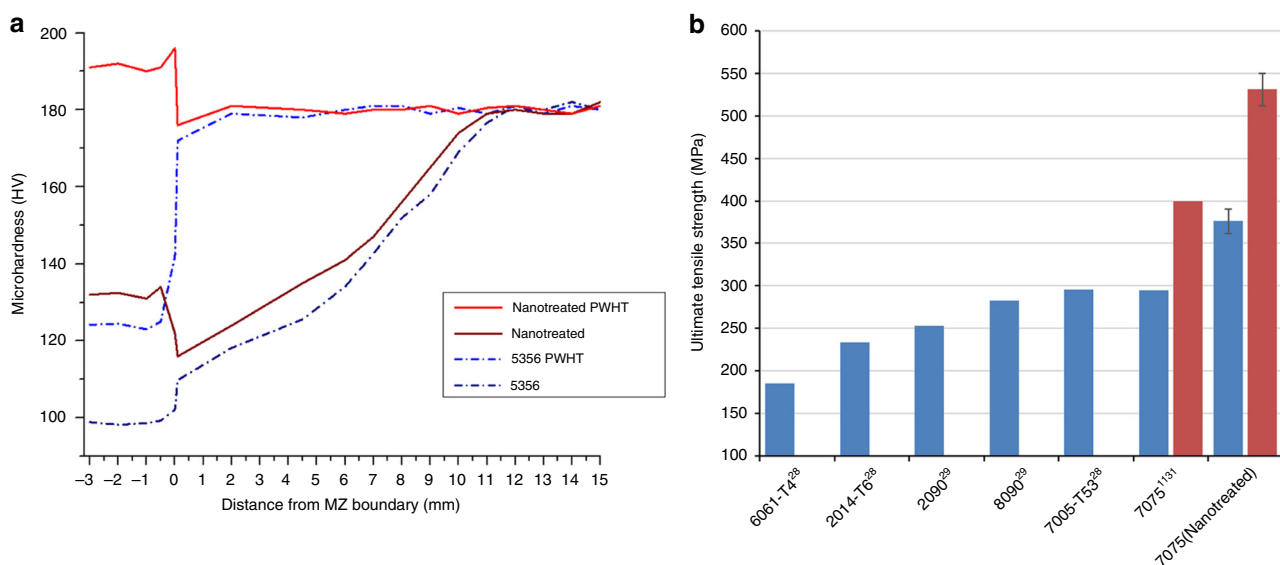 a
200
180
160
140
120
100
Microhardness (HV)
Nanotreated PWHT
Nanotreated
5356 PWHT
5356
–3 –2 –1 0 1 2 3 4 5 6 7 8 9 10 11 12 13 14 15
Distance from MZ boundary (mm)
b
600
550
500
450
400
350
300
250
200
150
100
Ultimate tensile strength (MPa)
6061-T4²⁸
2014-T6²⁸
2090²⁹
8090²⁹
7005-T53²⁸
7075¹¹³¹
7075(Nanotreated)